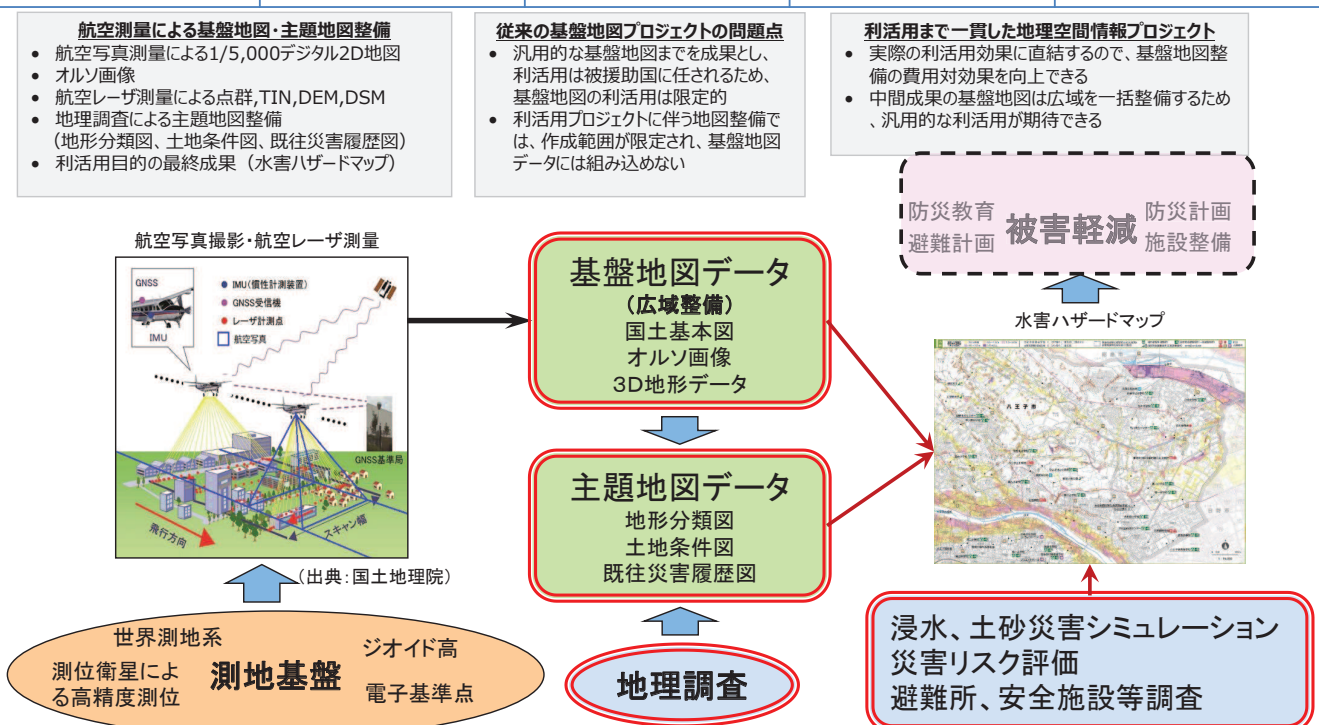 航空測量による基盤地図・主題地図整備
• 航空写真測量による1/5,000デジタル2D地図
• オルソ画像
• 航空レーザ測量による点群,TIN,DEM,DSM
• 地理調査による主題地図整備
(地形分類図、土地条件図、既往災害履歴図)
• 利活用目的の最終成果（水害ハザードマップ）
従来の基盤地図プロジェクトの問題点
• 汎用的な基盤地図までを成果とし、
利活用は被援助国に任されるため、
基盤地図の利活用は限定的
• 利活用プロジェクトに伴う地図整備で
は、作成範囲が限定され、基盤地図
データには組み込めない
利活用まで一貫した地理空間情報プロジェクト
• 実際の利活用効果に直結するので、基盤地図整
備の費用対効果を向上できる
• 中間成果の基盤地図は広域を一括整備するため
、汎用的な利活用が期待できる
防災教育
避難計画
被害軽減
防災計画
施設整備
航空写真撮影・航空レーザ測量
GNSS
IMU
● IMU(慣性計測装置)
● GNSS受信機
● レーザ計測点
航空写真
GNSS基準局
飛行方向
スキャン幅
(出典：国土地理院)
基盤地図データ
(広域整備)
国土基本図
オルソ画像
3D地形データ
主題地図データ
地形分類図
土地条件図
既往災害履歴図
水害ハザードマップ
八王子市
世界測地系
ジオイド高
測位衛星によ
る高精度測位
測地基盤
電子基準点
地理調査
浸水、土砂災害シミュレーション
災害リスク評価
避難所、安全施設等調査